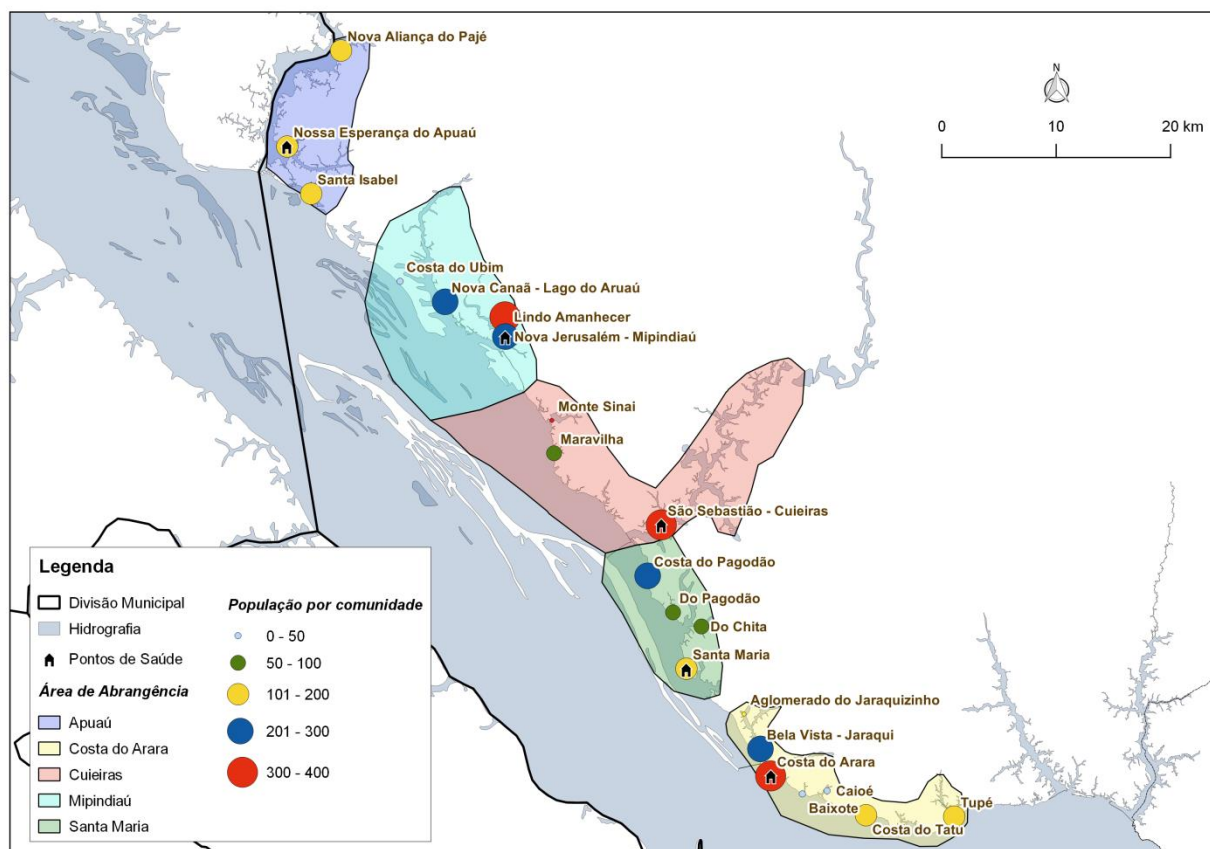 Nova Aliança do Pajé
N
0 10 20 km
Nossa Esperança do Apuaú
Santa Isabel
Costa do Ubim
Nova Canaã - Lago do Aruaú
Lindo Amanhecer
Nova Jerusalém - Mipindiaú
Monte Sinai
Maravilha
São Sebastião - Cuieiras
Costa do Pagodão
Do Pagodão
Do Chita
Santa Maria
Aglomerado do Jaraquizinho
Bela Vista - Jaraqui
Costa do Arara
Caioé
Baixote
Tupé
Costa do Tatu
Legenda
Divisão Municipal
Hidrografia
Pontos de Saúde
Área de Abrangência
Apuaú
Costa do Arara
Cuieiras
Mipindiaú
Santa Maria
População por comunidade
0 - 50
50 - 100
101 - 200
201 - 300
300 - 400